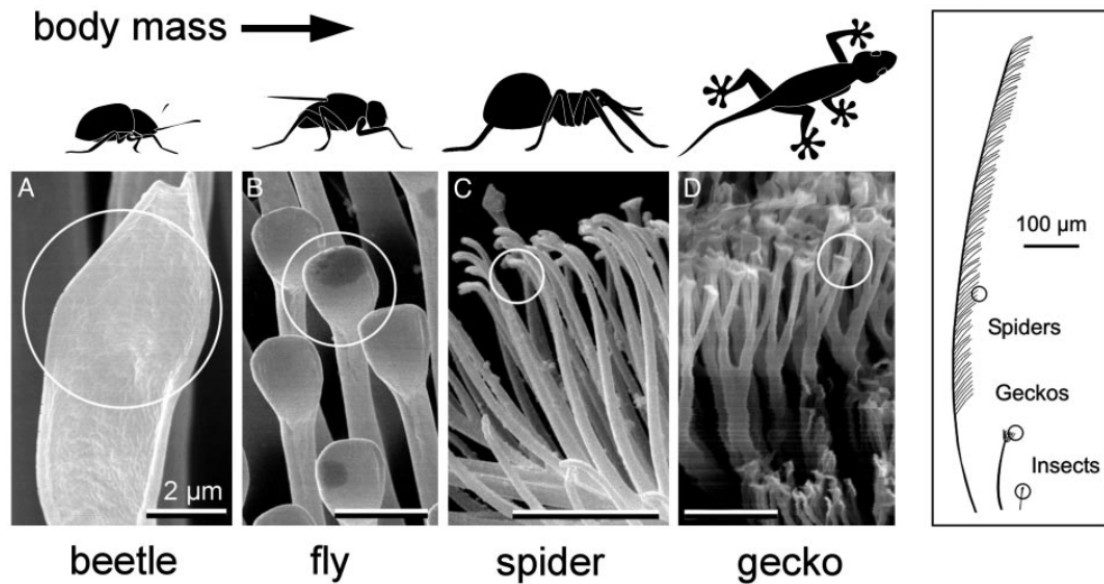 body mass
A
B
C
D
2 µm
beetle
fly
spider
gecko
100 µm
Spiders
Geckos
Insects